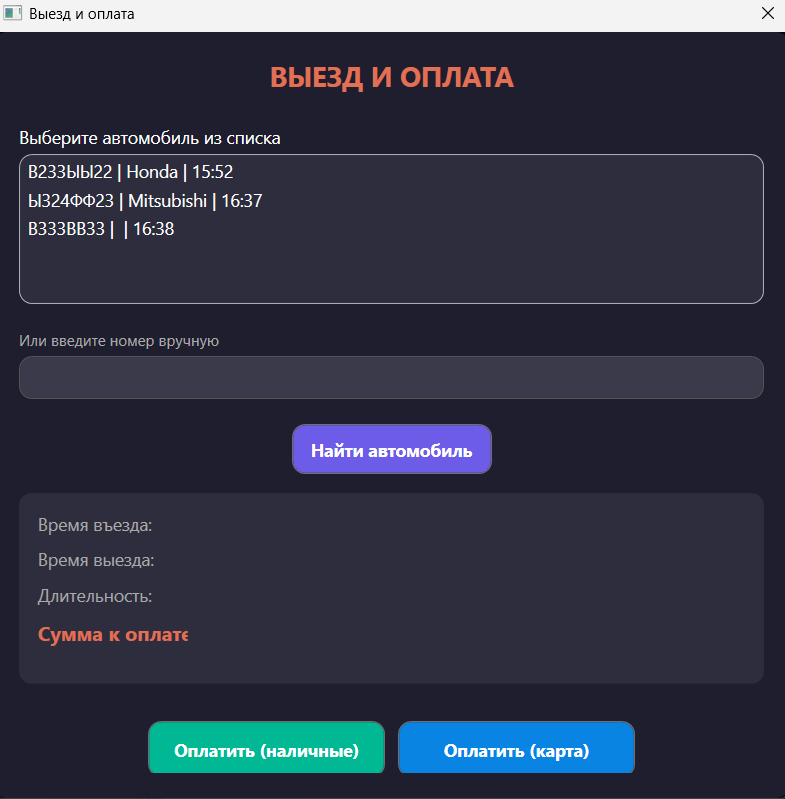 Выезд и оплата
ВЫЕЗД И ОПЛАТА
Выберите автомобиль из списка
В233ЫЫ22 | Honda | 15:52
Ы324ФФ23 | Mitsubishi | 16:37
В333ВВ33 |  | 16:38
Или введите номер вручную
Найти автомобиль
Время въезда:
Время выезда:
Длительность:
Сумма к оплате
Оплатить (наличные)
Оплатить (карта)